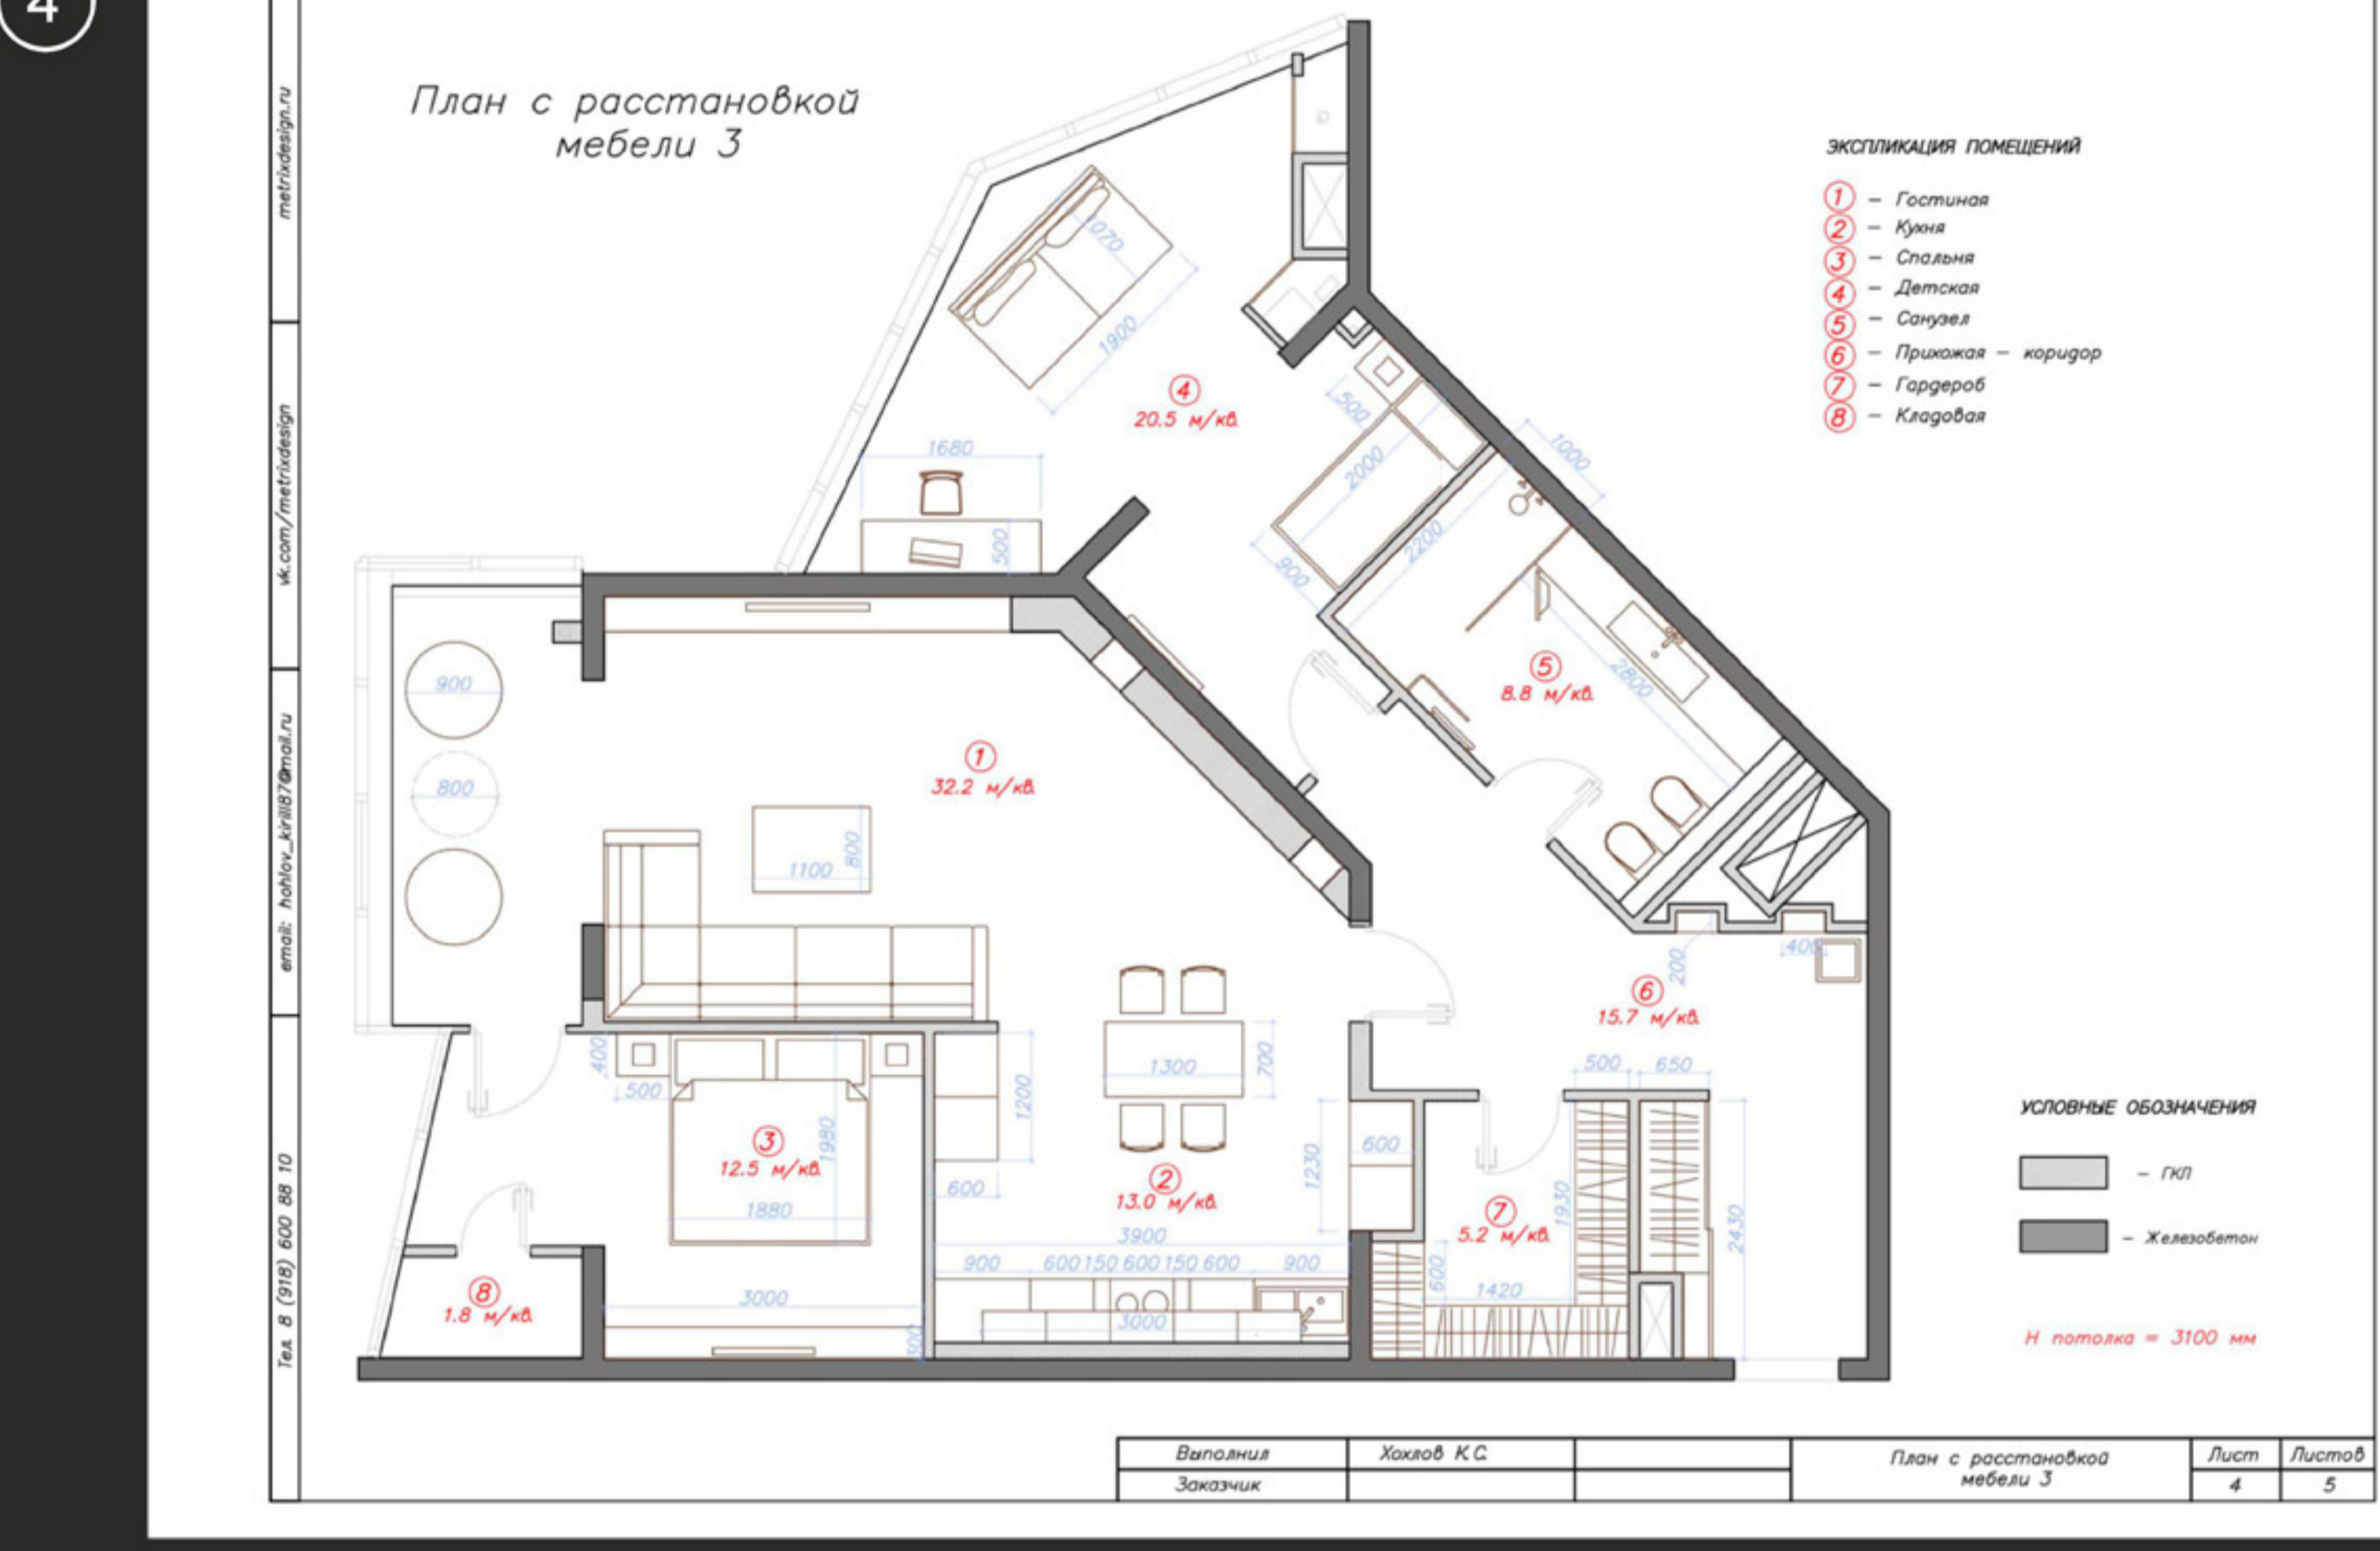 4
План с расстановкой
мебели 3
metrixdesign.ru
vk.com/metrixdesign
email: hohlov_kirill87@mail.ru
Тел. 8 (918) 600 88 10
ЭКСПЛИКАЦИЯ ПОМЕЩЕНИЙ
1 – Гостиная
2 – Кухня
3 – Спальня
4 – Детская
5 – Санузел
6 – Прихожая – коридор
7 – Гардероб
8 – Кладовая
1070
1900
4
20.5 м/кв.
1680
500
500
2000
900
1000
2200
5
8.8 м/кв.
2800
900
800
1
32.2 м/кв.
1100
800
400
200
6
15.7 м/кв.
400
500
1980
3
12.5 м/кв.
1880
3000
300
1200
600
1300
700
2
13.0 м/кв.
1230
600
3900
900 600 150 600 150 600 900
3000
500 650
7
5.2 м/кв.
1930
600
1420
2430
8
1.8 м/кв.
УСЛОВНЫЕ ОБОЗНАЧЕНИЯ
– ГКЛ
– Железобетон
Н потолка = 3100 мм
Выполнил Хохлов К.С.
Заказчик
План с расстановкой
мебели 3
Лист Листов
4 5